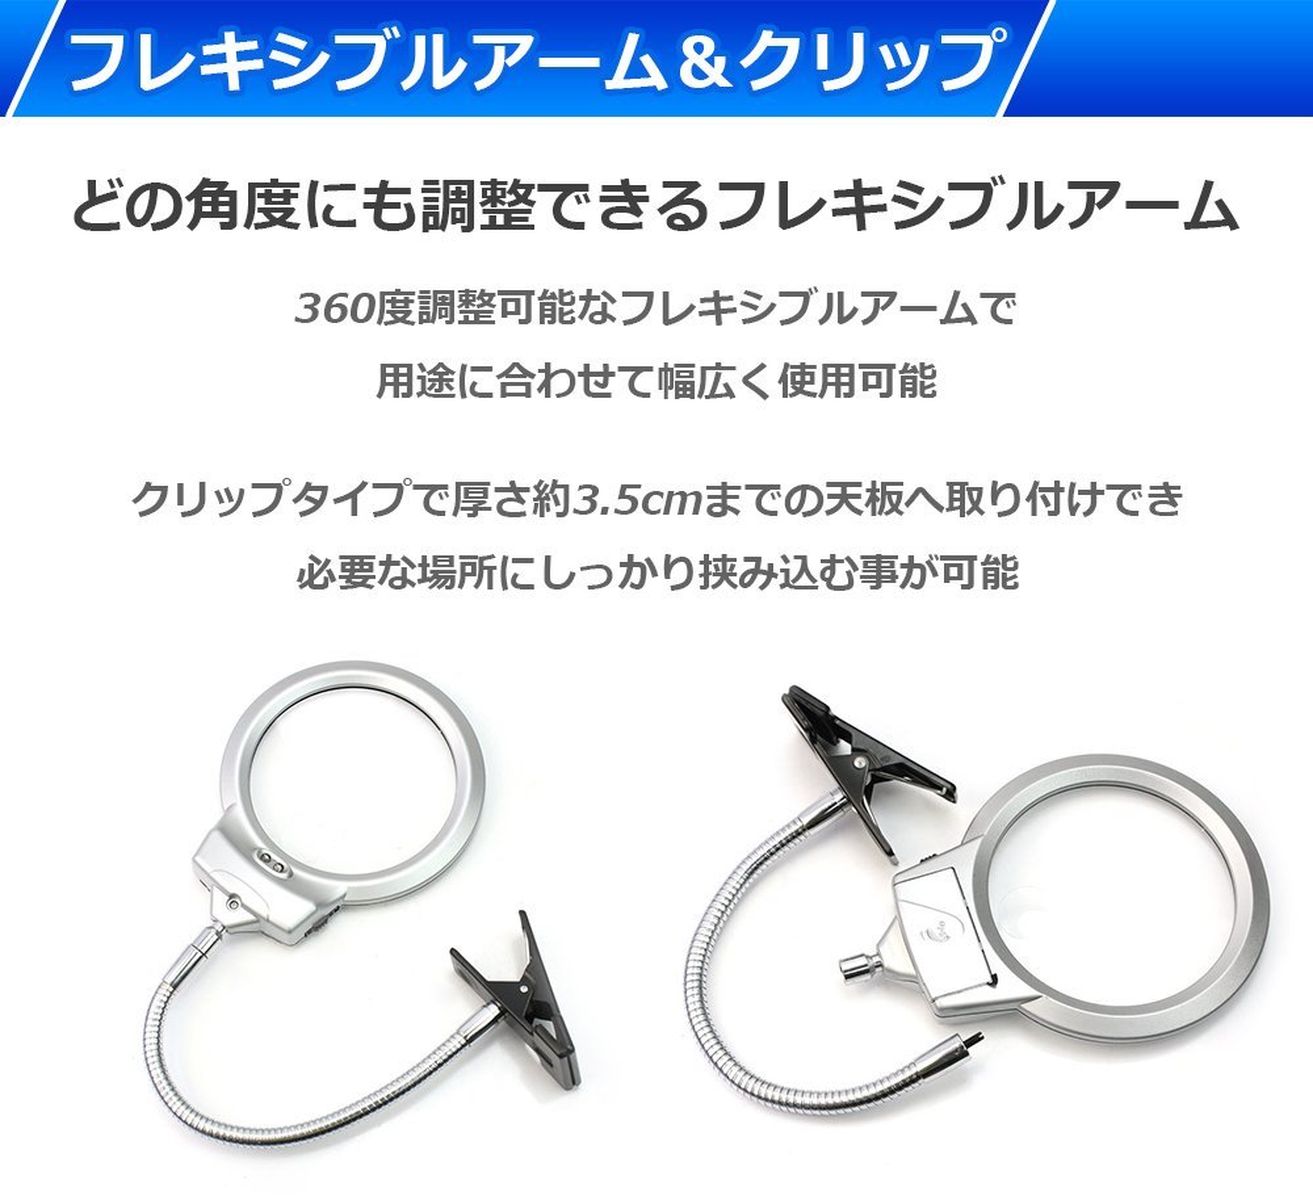 フレキシブルアーム&クリップ
どの角度にも調整できるフレキシブルアーム
360度調整可能なフレキシブルアームで
用途に合わせて幅広く使用可能
クリップタイプで厚さ約3.5cmまでの天板へ取り付けでき
必要な場所にしっかり挟み込む事が可能